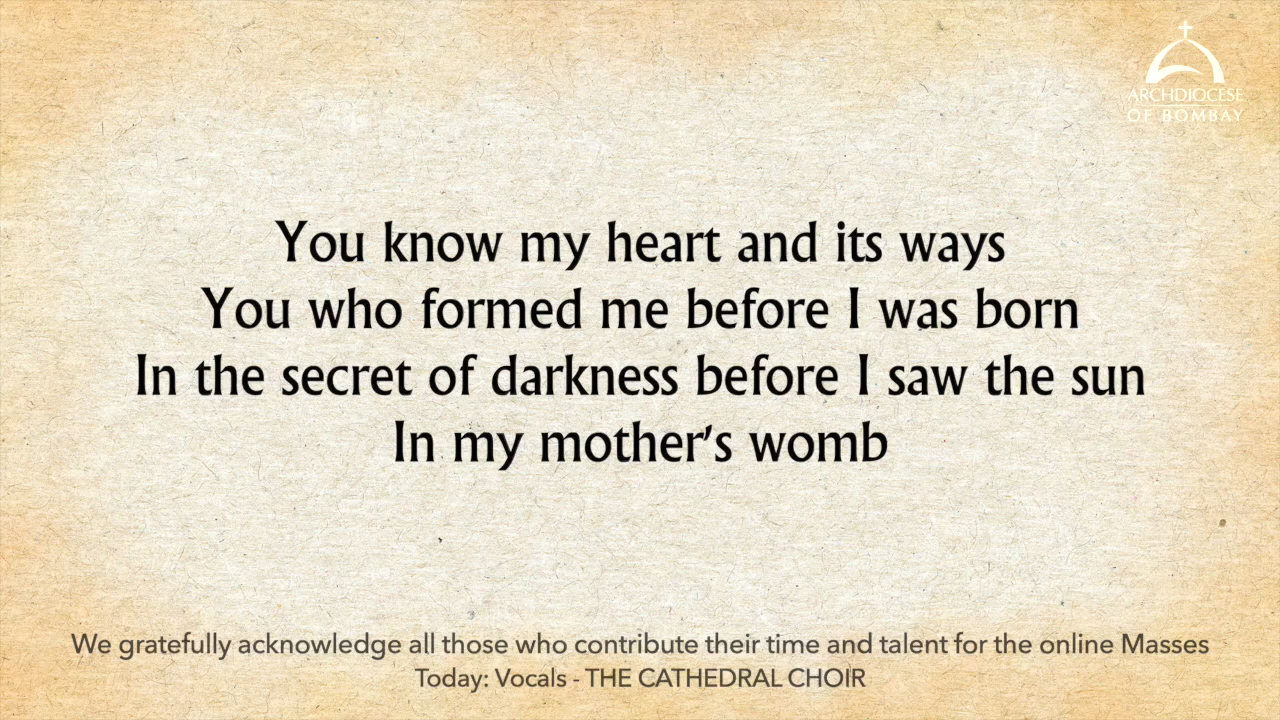 ARCHDIOCESE
OF BOMBAY
You know my heart and its ways
You who formed me before I was born
In the secret of darkness before I saw the sun
In my mother's womb
We gratefully acknowledge all those who contribute their time and talent for the online Masses
Today: Vocals - THE CATHEDRAL CHOIR